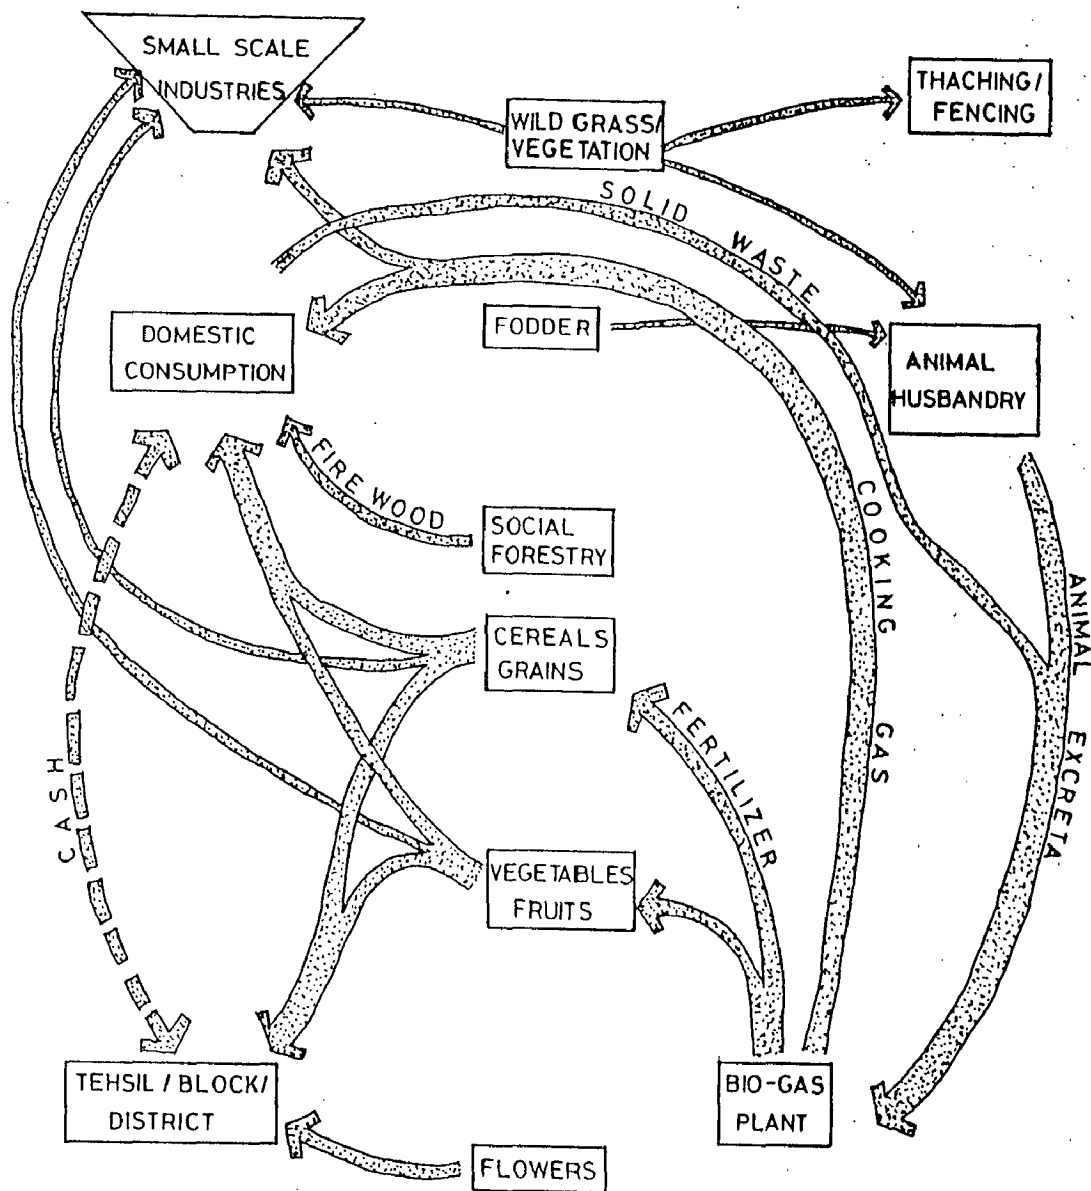 SMALL SCALE
INDUSTRIES
WILD GRASS/
VEGETATION
THACHING/
FENCING
SOLID WASTE
DOMESTIC
CONSUMPTION
FODDER
ANIMAL
HUSBANDRY
FIRE WOOD
COOKING GAS
SOCIAL
FORESTRY
ANIMAL EXCRETA
CEREALS
GRAINS
FERTILIZER
CASH
VEGETABLES
FRUITS
TEHSIL / BLOCK /
DISTRICT
BIO-GAS
PLANT
FLOWERS